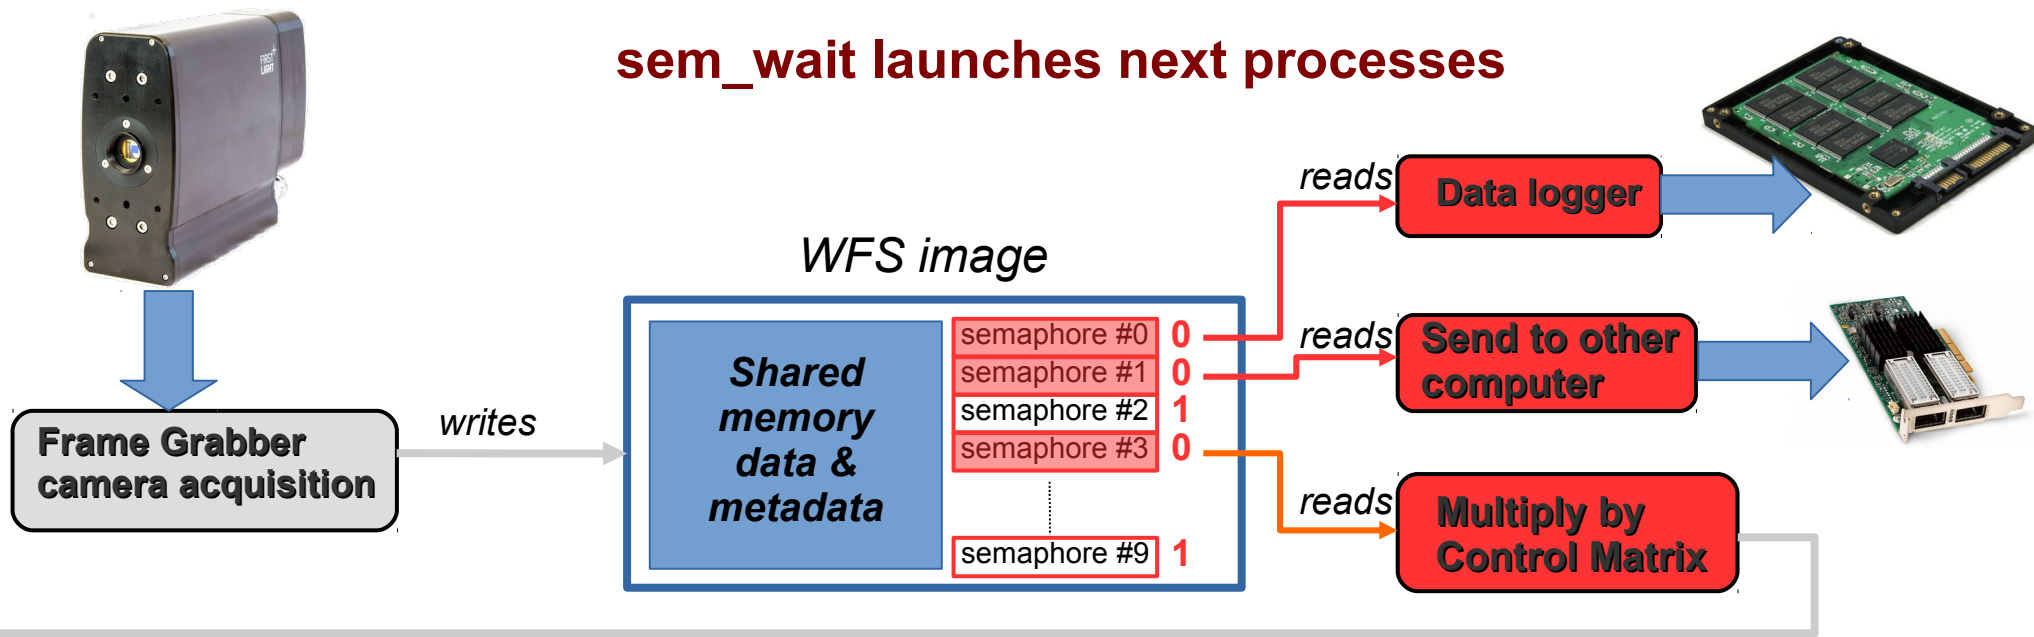 sem_wait launches next processes
FIRST
LIGHT
reads
Data logger
WFS image
semaphore #0 0
reads
Send to other
computer
Shared
memory
data &
metadata
semaphore #1 0
semaphore #2 1
semaphore #3 0
semaphore #9 1
writes
Frame Grabber
camera acquisition
reads
Multiply by
Control Matrix